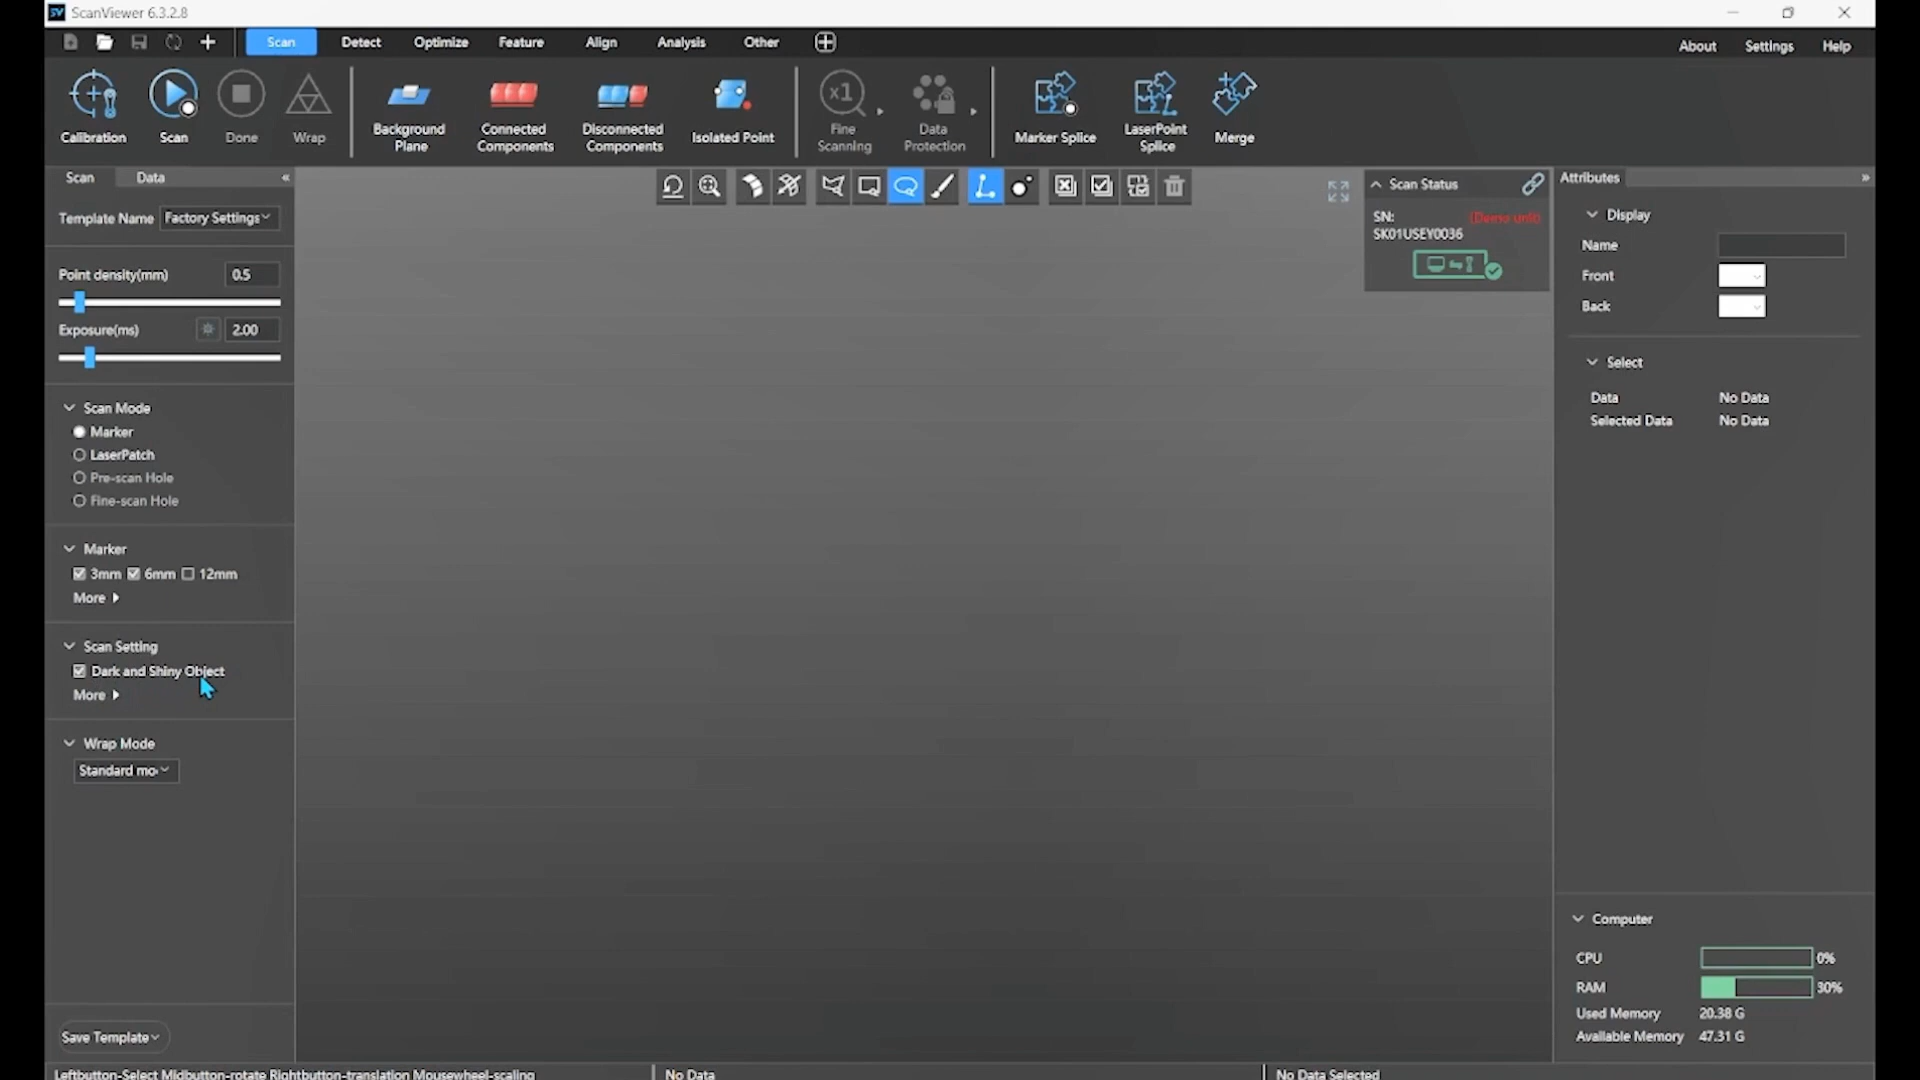 ScanViewer 6.3.2.8
Scan Detect Optimize Feature Align Analysis Other
About Settings Help
Calibration Scan Done Wrap
Background Plane
Connected Components
Disconnected Components
Isolated Point
x1
Fine Scanning
Data Protection
Marker Splice
LaserPoint Splice
Merge
Scan Data
Template Name Factory Settings
Point density(mm) 0.5
Exposure(ms) 2.00
Scan Mode
Marker
LaserPatch
Pre-scan Hole
Fine-scan Hole
Marker
3mm 6mm 12mm
More
Scan Setting
Dark and Shiny Object
More
Wrap Mode
Standard mo
Save Template
Scan Status
SN: (Demo unit)
SK01USEY0036
Attributes
Display
Name
Front
Back
Select
Data No Data
Selected Data No Data
Computer
CPU 0%
RAM 30%
Used Memory 20.38 G
Available Memory 47.31 G
Leftbutton-Select Midbutton-rotate Rightbutton-translation Mousewheel-scaling
No Data
No Data Selected